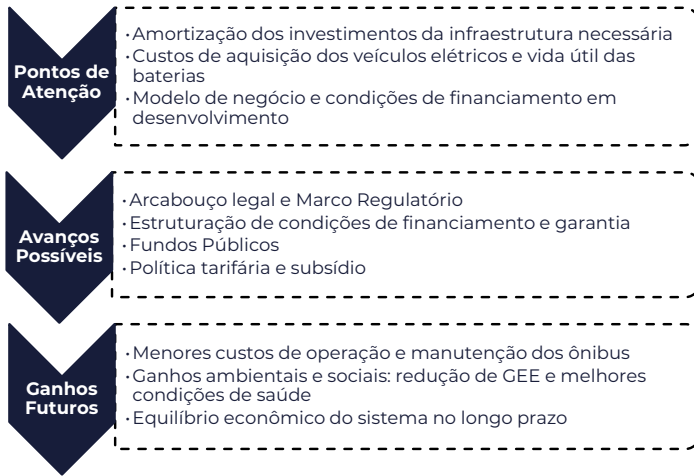 Pontos de
Atenção
·Amortização dos investimentos da infraestrutura necessária
·Custos de aquisição dos veículos elétricos e vida útil das
baterias
·Modelo de negócio e condições de financiamento em
desenvolvimento
Avanços
Possíveis
·Arcabouço legal e Marco Regulatório
·Estruturação de condições de financiamento e garantia
·Fundos Públicos
·Política tarifária e subsídio
Ganhos
Futuros
·Menores custos de operação e manutenção dos ônibus
·Ganhos ambientais e sociais: redução de GEE e melhores
condições de saúde
·Equilíbrio econômico do sistema no longo prazo